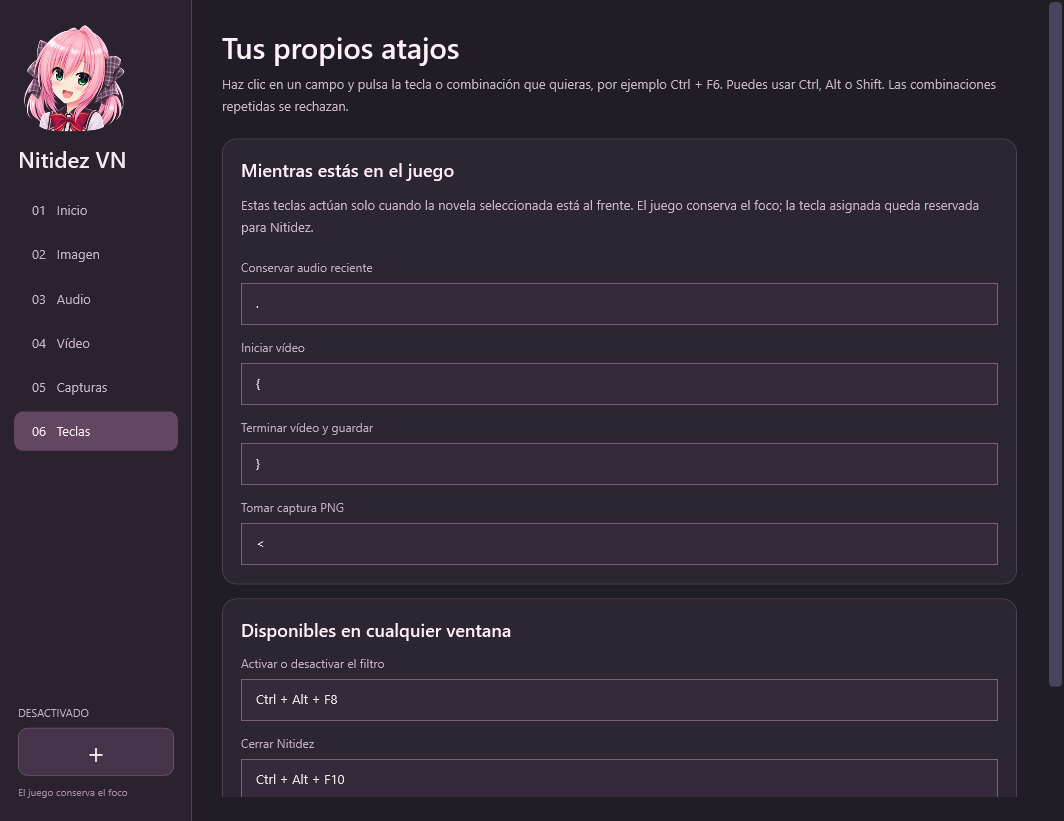 Nitidez VN
01 Inicio
02 Imagen
03 Audio
04 Vídeo
05 Capturas
06 Teclas
DESACTIVADO
+
El juego conserva el foco
Tus propios atajos
Haz clic en un campo y pulsa la tecla o combinación que quieras, por ejemplo Ctrl + F6. Puedes usar Ctrl, Alt o Shift. Las combinaciones
repetidas se rechazan.
Mientras estás en el juego
Estas teclas actúan solo cuando la novela seleccionada está al frente. El juego conserva el foco; la tecla asignada queda reservada
para Nitidez.
Conservar audio reciente
.
Iniciar vídeo
{
Terminar vídeo y guardar
}
Tomar captura PNG
<
Disponibles en cualquier ventana
Activar o desactivar el filtro
Ctrl + Alt + F8
Cerrar Nitidez
Ctrl + Alt + F10